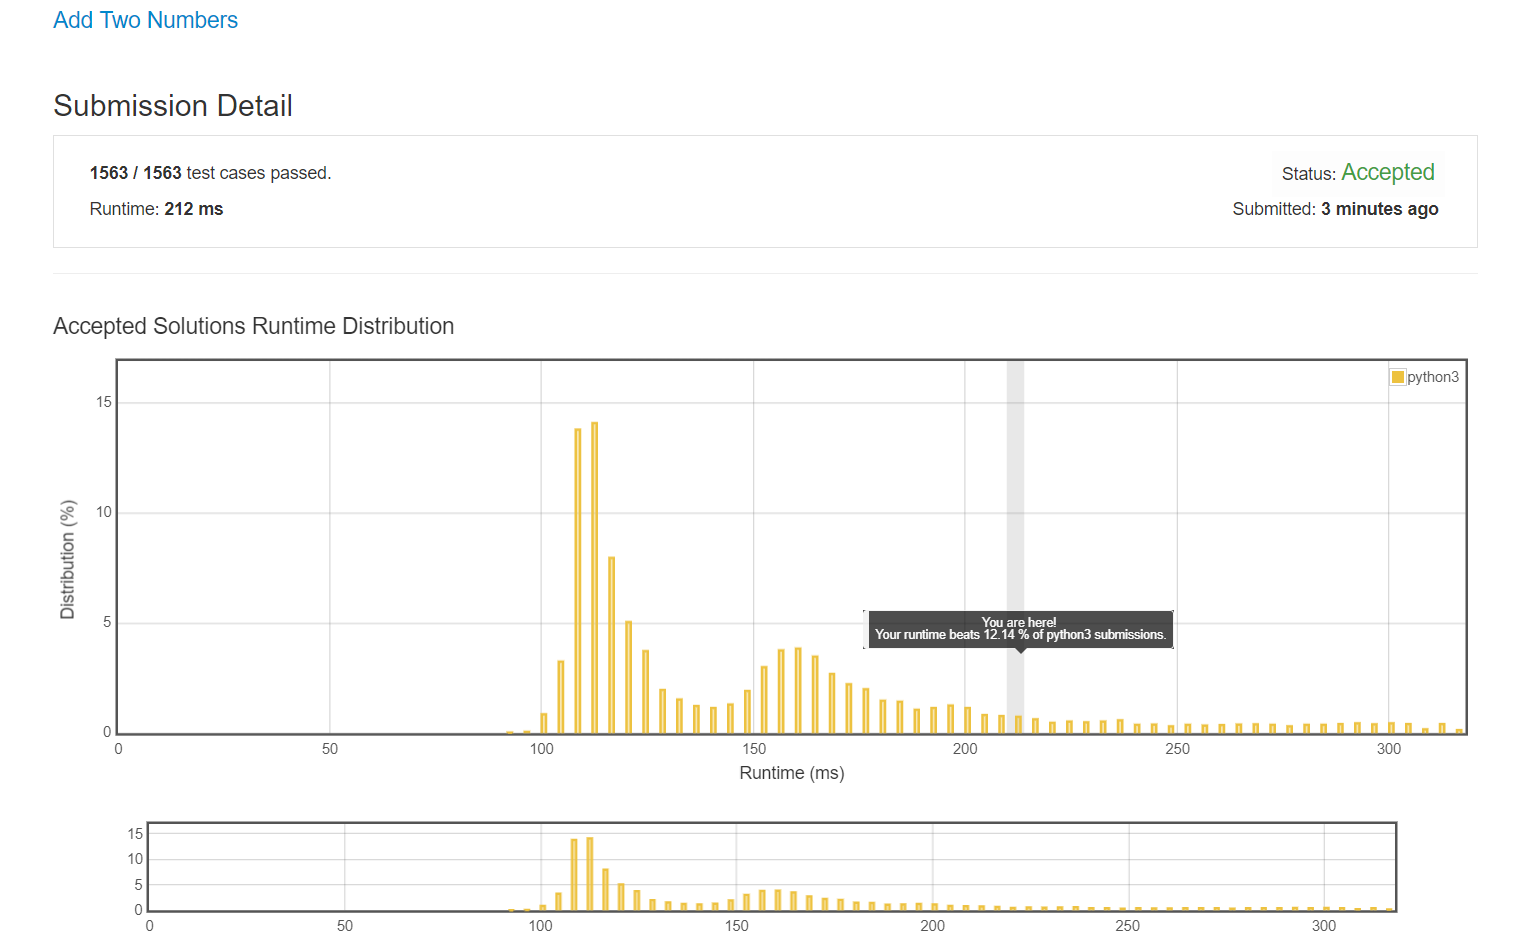 Add Two Numbers
Submission Detail
1563 / 1563 test cases passed.
Status: Accepted
Runtime: 212 ms
Submitted: 3 minutes ago
Accepted Solutions Runtime Distribution
python3
15
10
5
0
Distribution (%)
You are here!
Your runtime beats 12.14 % of python3 submissions.
0 50 100 150 200 250 300
Runtime (ms)
15
10
5
0
0 50 100 150 200 250 300